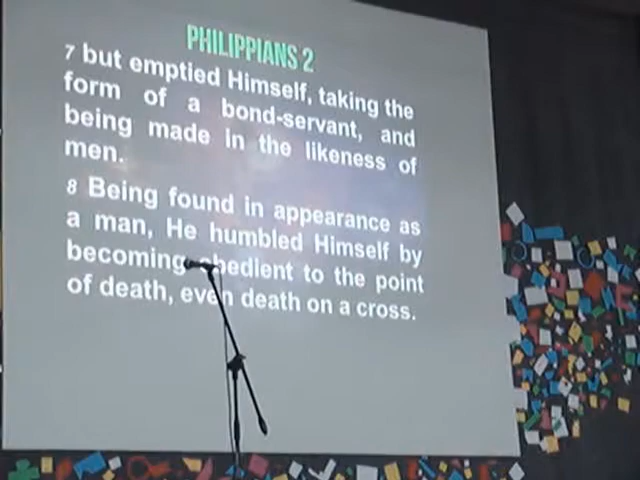 PHILIPPIANS 2
7 but emptied Himself, taking the
form of a bond-servant, and
being made in the likeness of
men.
8 Being found in appearance as
a man, He humbled Himself by
becoming obedient to the point
of death, even death on a cross.